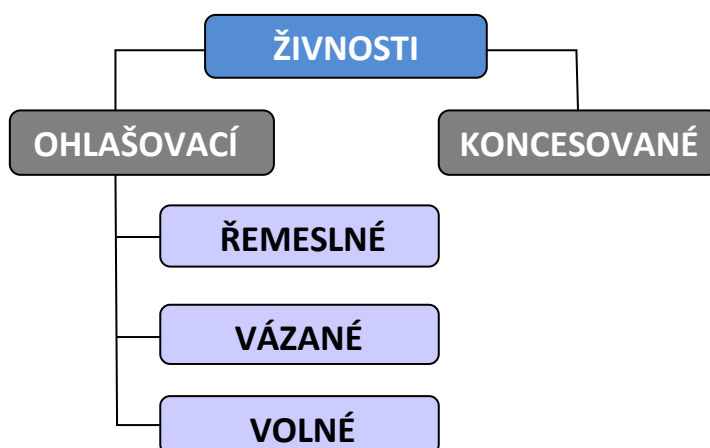 ŽIVNOSTI
OHLAŠOVACÍ
KONCESOVANÉ
ŘEMESLNÉ
VÁZANÉ
VOLNÉ